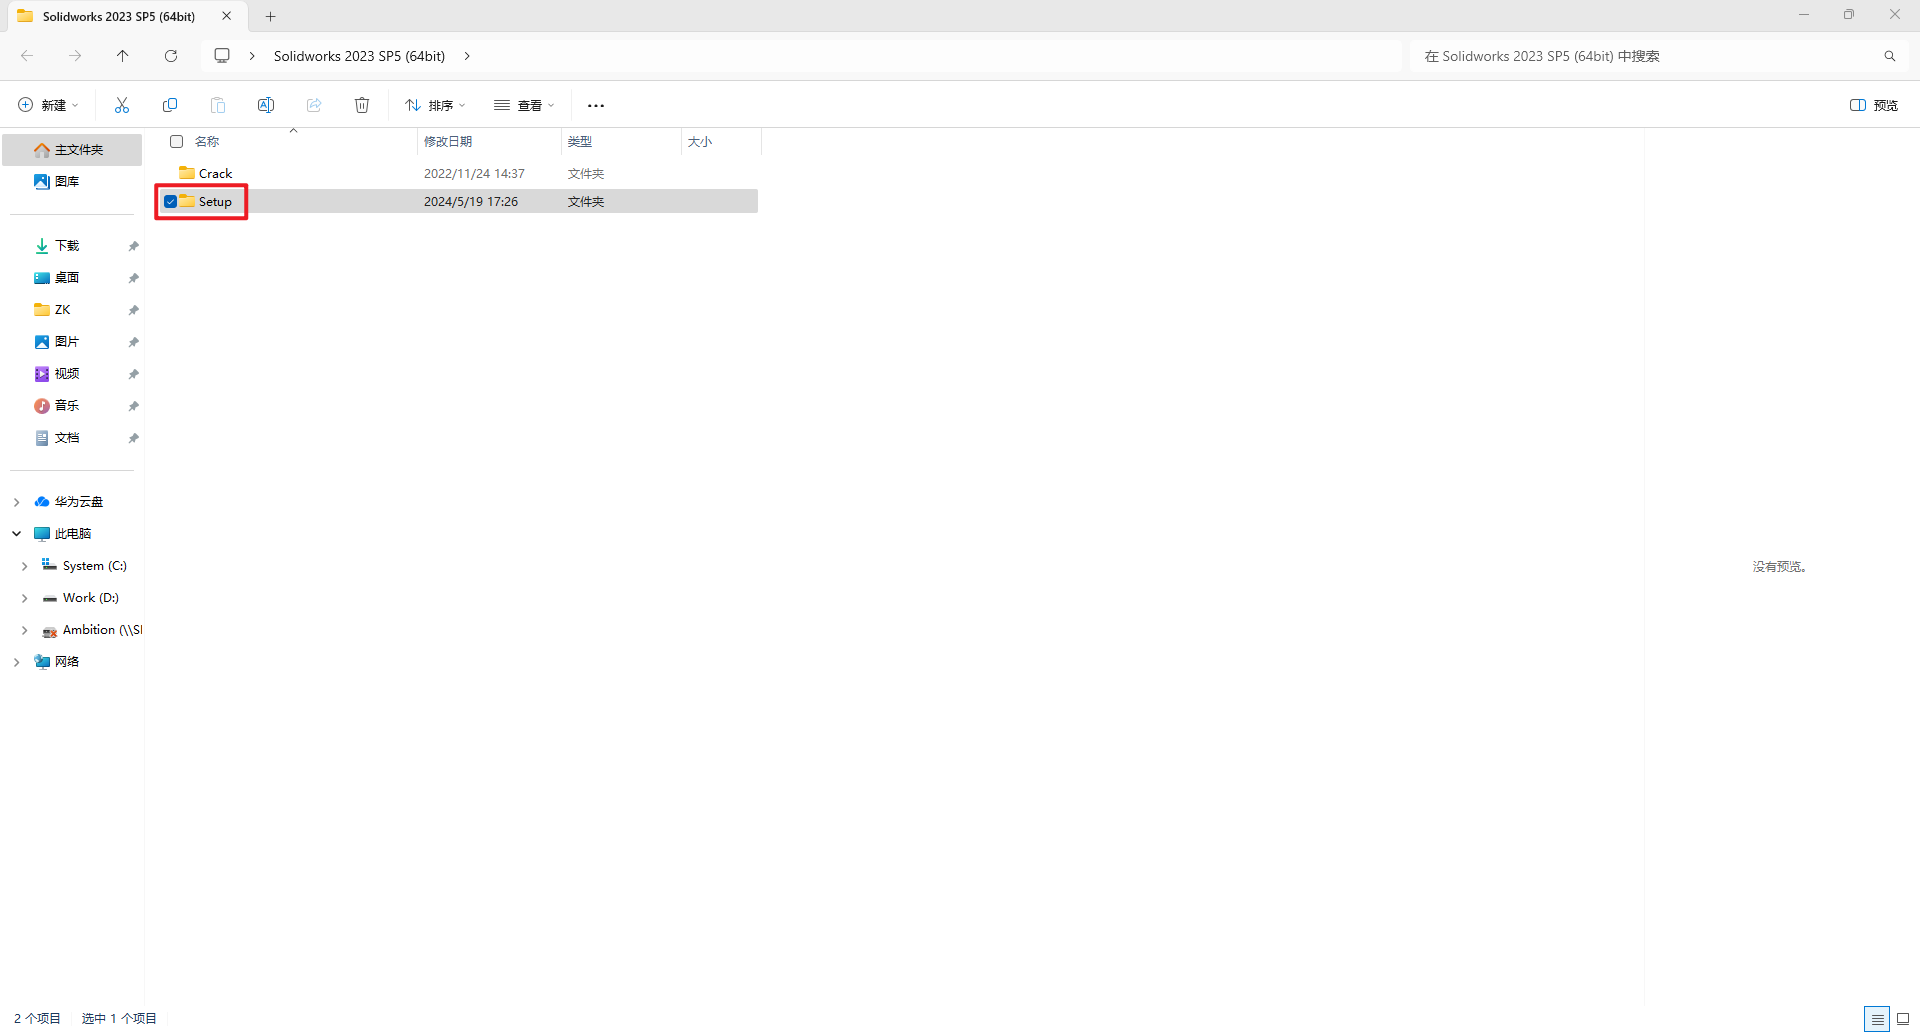 Solidworks 2023 SP5 (64bit)
Solidworks 2023 SP5 (64bit)
在 Solidworks 2023 SP5 (64bit) 中搜索
新建
排序
查看
预览
主文件夹
图库
下载
桌面
ZK
图片
视频
音乐
文档
华为云盘
此电脑
System (C:)
Work (D:)
Ambition (\\SI
网络
名称 修改日期 类型 大小
Crack 2022/11/24 14:37 文件夹
Setup 2024/5/19 17:26 文件夹
没有预览。
2 个项目 选中 1 个项目